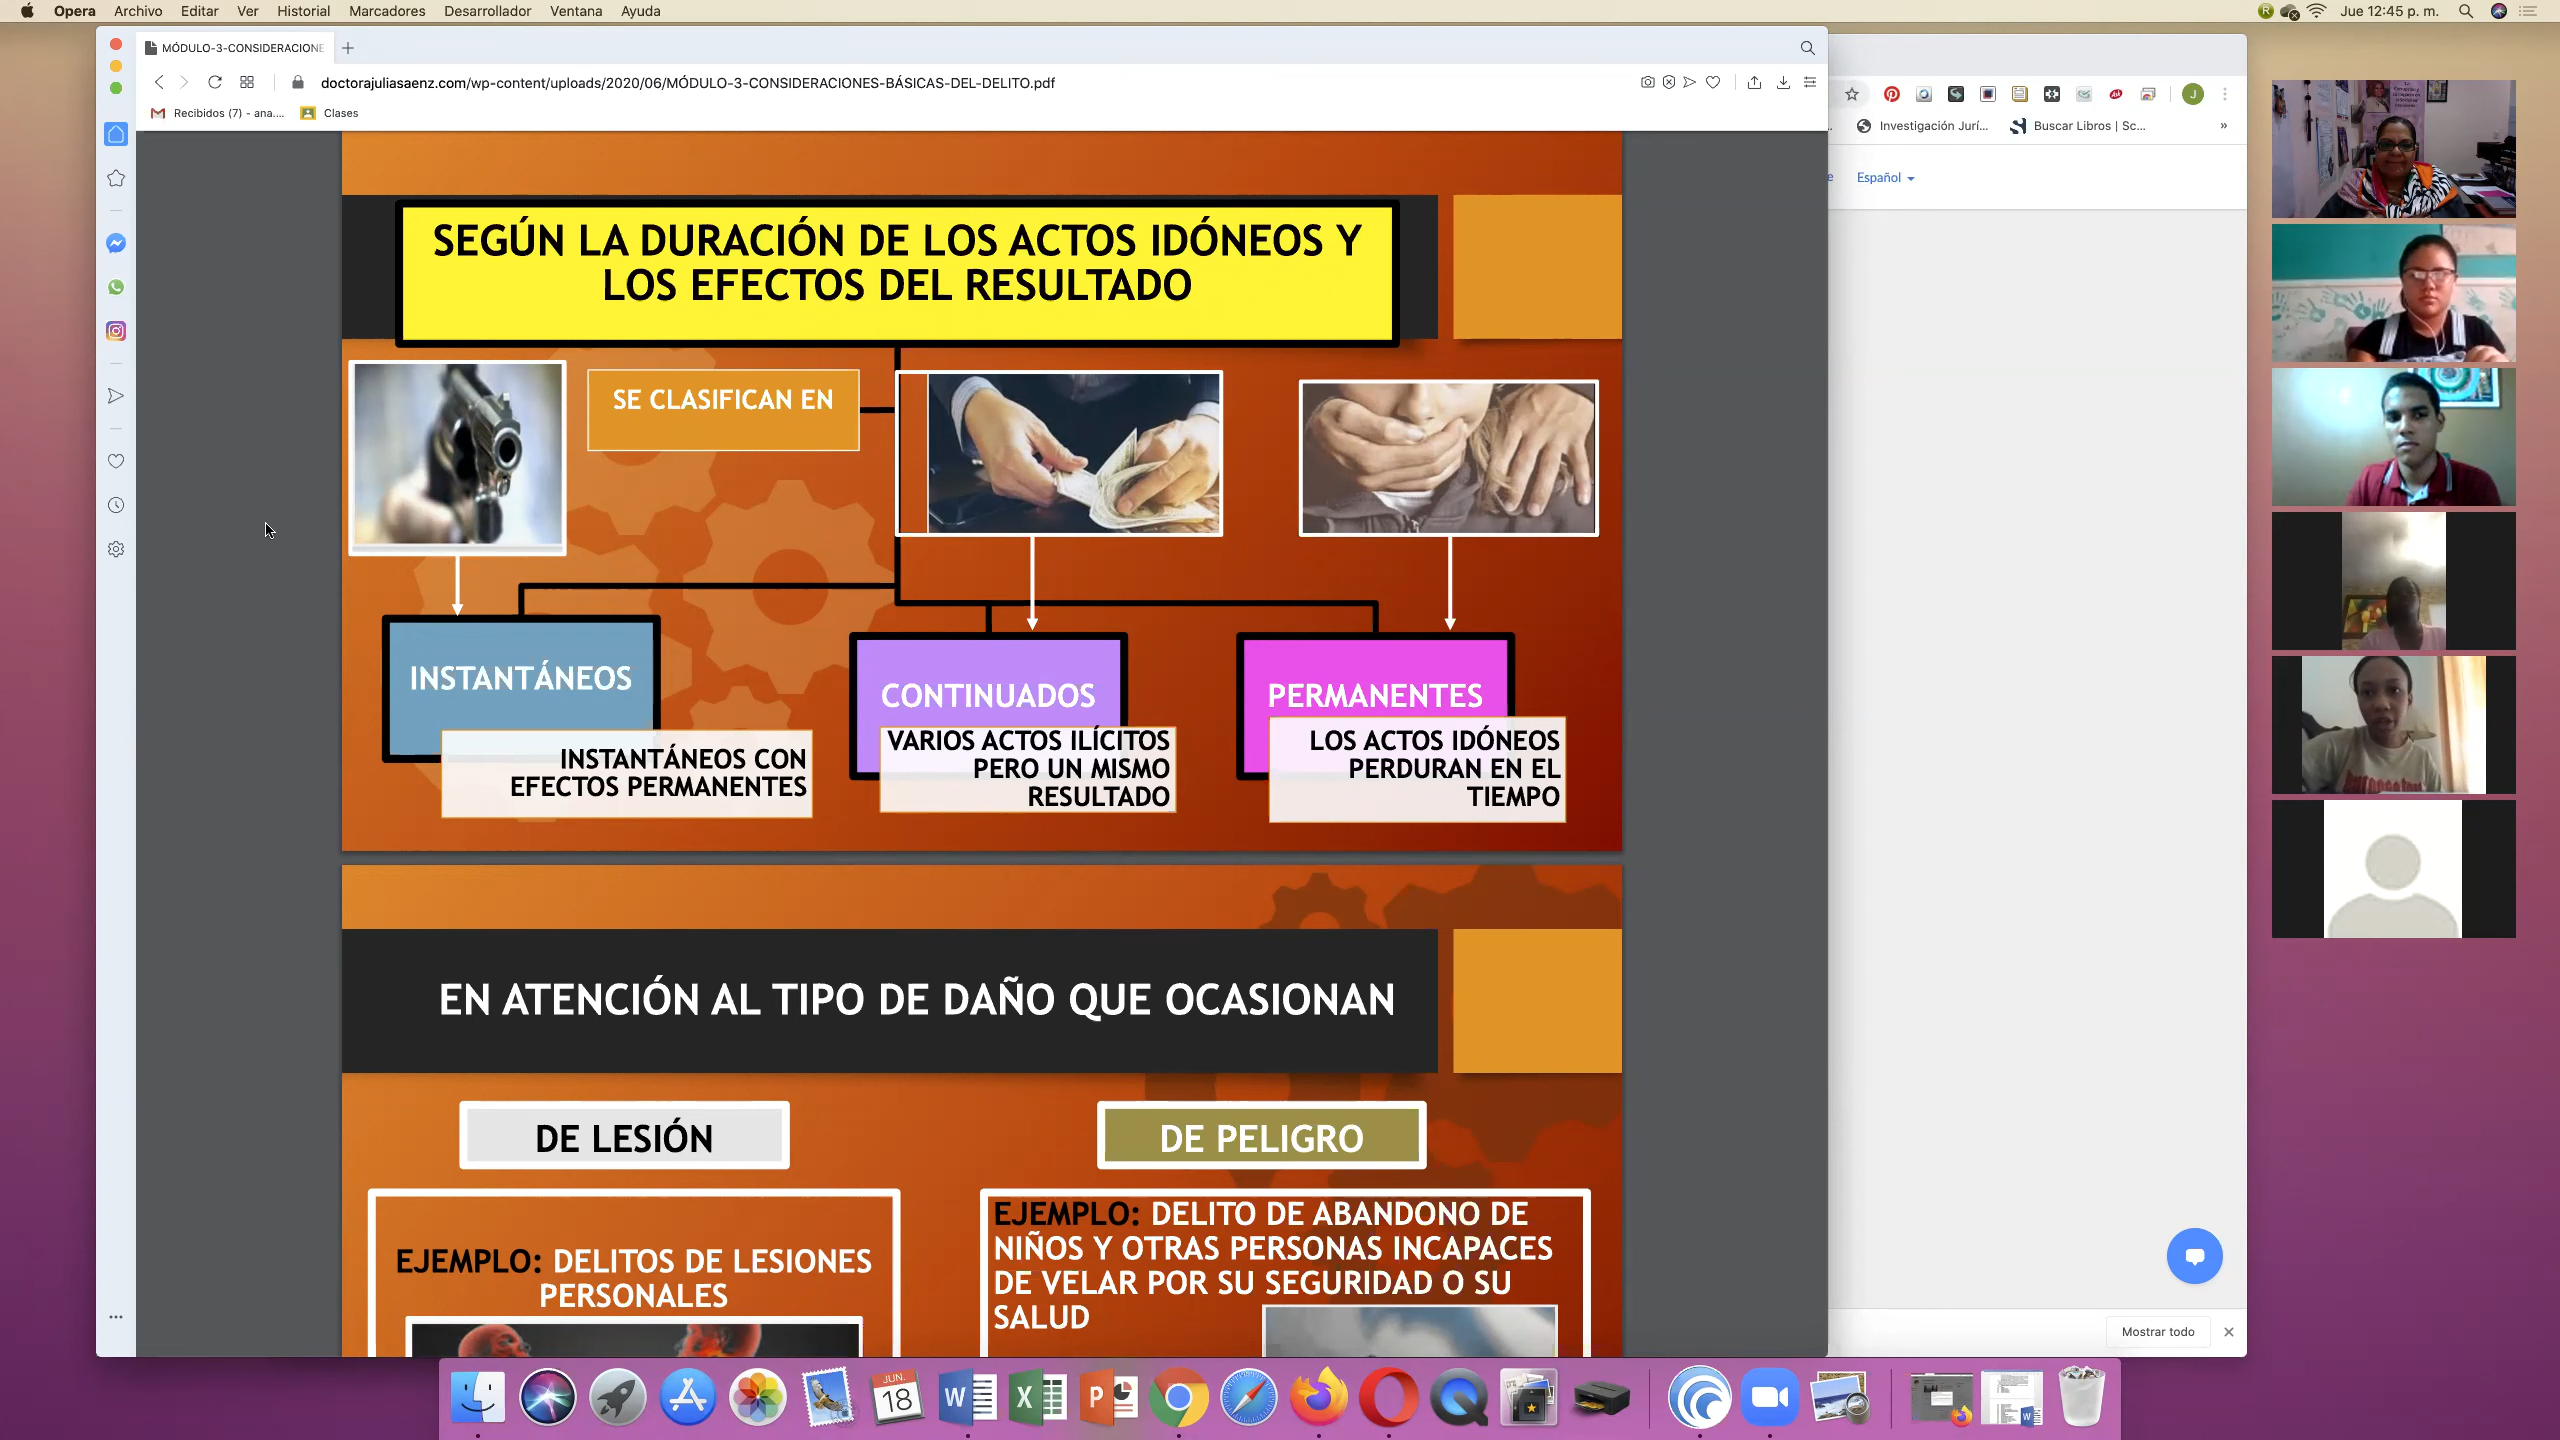 Opera Archivo Editar Ver Historial Marcadores Desarrollador Ventana Ayuda
Jue 12:45 p. m.
MÓDULO-3-CONSIDERACIONE
doctorajuliasaenz.com/wp-content/uploads/2020/06/MÓDULO-3-CONSIDERACIONES-BÁSICAS-DEL-DELITO.pdf
Recibidos (7) - ana.... Clases
Investigación Jurí... Buscar Libros | Sc...
Español
J
SEGÚN LA DURACIÓN DE LOS ACTOS IDÓNEOS Y
LOS EFECTOS DEL RESULTADO
SE CLASIFICAN EN
INSTANTÁNEOS
INSTANTÁNEOS CON
EFECTOS PERMANENTES
CONTINUADOS
VARIOS ACTOS ILÍCITOS
PERO UN MISMO
RESULTADO
PERMANENTES
LOS ACTOS IDÓNEOS
PERDURAN EN EL
TIEMPO
EN ATENCIÓN AL TIPO DE DAÑO QUE OCASIONAN
DE LESIÓN
EJEMPLO: DELITOS DE LESIONES
PERSONALES
DE PELIGRO
EJEMPLO: DELITO DE ABANDONO DE
NIÑOS Y OTRAS PERSONAS INCAPACES
DE VELAR POR SU SEGURIDAD O SU
SALUD
Mostrar todo
JUN.
18